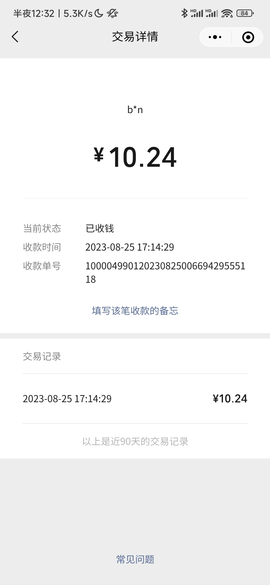 半夜12:32 | 5.3K/s
84
交易详情
b*n
¥10.24
当前状态 已收钱
收款时间 2023-08-25 17:14:29
收款单号 10000499012023082500669429555​1
18
填写该笔收款的备忘
交易记录
2023-08-25 17:14:29 ¥10.24
以上是近90天的交易记录
常见问题